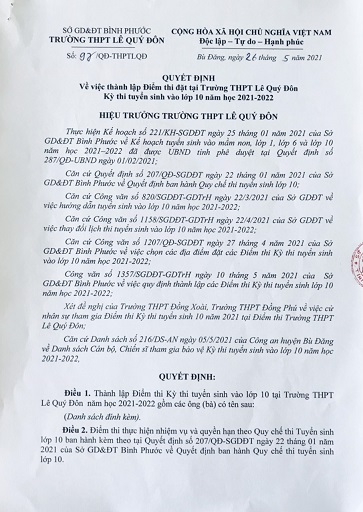 SỞ GD&ĐT BÌNH PHƯỚC
TRƯỜNG THPT LÊ QUÝ ĐÔN
CỘNG HÒA XÃ HỘI CHỦ NGHĨA VIỆT NAM
Độc lập – Tự do – Hạnh phúc
Số: 97/QĐ-THPTLQĐ
Bù Đăng, ngày 26 tháng 5 năm 2021
QUYẾT ĐỊNH
Về việc thành lập Điểm thi đặt tại Trường THPT Lê Quý Đôn
Kỳ thi tuyển sinh vào lớp 10 năm học 2021-2022
HIỆU TRƯỞNG TRƯỜNG THPT LÊ QUÝ ĐÔN
Thực hiện Kế hoạch số 221/KH-SGDĐT ngày 25 tháng 01 năm 2021 của Sở
GD&ĐT Bình Phước về Kế hoạch tuyển sinh vào mầm non, lớp 1, lớp 6 và lớp 10
năm học 2021–2022 đã được UBND tỉnh phê duyệt tại Quyết định số
287/QĐ-UBND ngày 01/02/2021;
Căn cứ Quyết định số 207/QĐ-SGDĐT ngày 22 tháng 01 năm 2021 của Sở
GD&ĐT Bình Phước về Quyết định ban hành Quy chế thi tuyển sinh lớp 10;
Căn cứ Công văn số 820/SGDĐT-GDTrH ngày 22/3/2021 của Sở GDĐT về
việc hướng dẫn tuyển sinh vào lớp 10 năm học 2021-2022;
Căn cứ Công văn số 1158/SGDĐT-GDTrH ngày 22/4/2021 của Sở GDĐT về
việc thay đổi lịch thi tuyển sinh vào lớp 10 năm học 2021-2022;
Căn cứ Công văn số 1207/QĐ-SGDĐT ngày 27 tháng 4 năm 2021 của Sở
GD&ĐT Bình Phước về việc chọn các địa điểm đặt các Điểm thi Kỳ thi tuyển sinh
vào lớp 10 năm học 2021-2022;
Công văn số 1357/SGDĐT-GDTrH ngày 10 tháng 5 năm 2021 của Sở
GD&ĐT Bình Phước về việc quy định thành lập các Điểm thi Kỳ thi tuyển sinh lớp
10 năm học 2021-2022;
Xét đề nghị của Trường THPT Đồng Xoài, Trường THPT Đồng Phú về việc cử
nhân sự tham gia Điểm thi Kỳ thi tuyển sinh 10 năm 2021 tại Điểm thi Trường THPT
Lê Quý Đôn;
Căn cứ Danh sách số 216/DS-AN ngày 05/5/2021 của Công an huyện Bù Đăng
về Danh sách Cán bộ, Chiến sĩ tham gia bảo vệ Kỳ thi tuyển sinh vào lớp 10 năm học
2021-2022,
QUYẾT ĐỊNH:
Điều 1. Thành lập Điểm thi Kỳ thi tuyển sinh vào lớp 10 tại Trường THPT
Lê Quý Đôn năm học 2021-2022 gồm các ông (bà) có tên sau:
(Danh sách đính kèm).
Điều 2. Điểm thi thực hiện nhiệm vụ và quyền hạn theo Quy chế thi Tuyển sinh
lớp 10 ban hành kèm theo tại Quyết định số 207/QĐ-SGDĐT ngày 22 tháng 01 năm
2021 của Sở GD&ĐT Bình Phước về Quyết định ban hành Quy chế thi tuyển sinh
lớp 10.